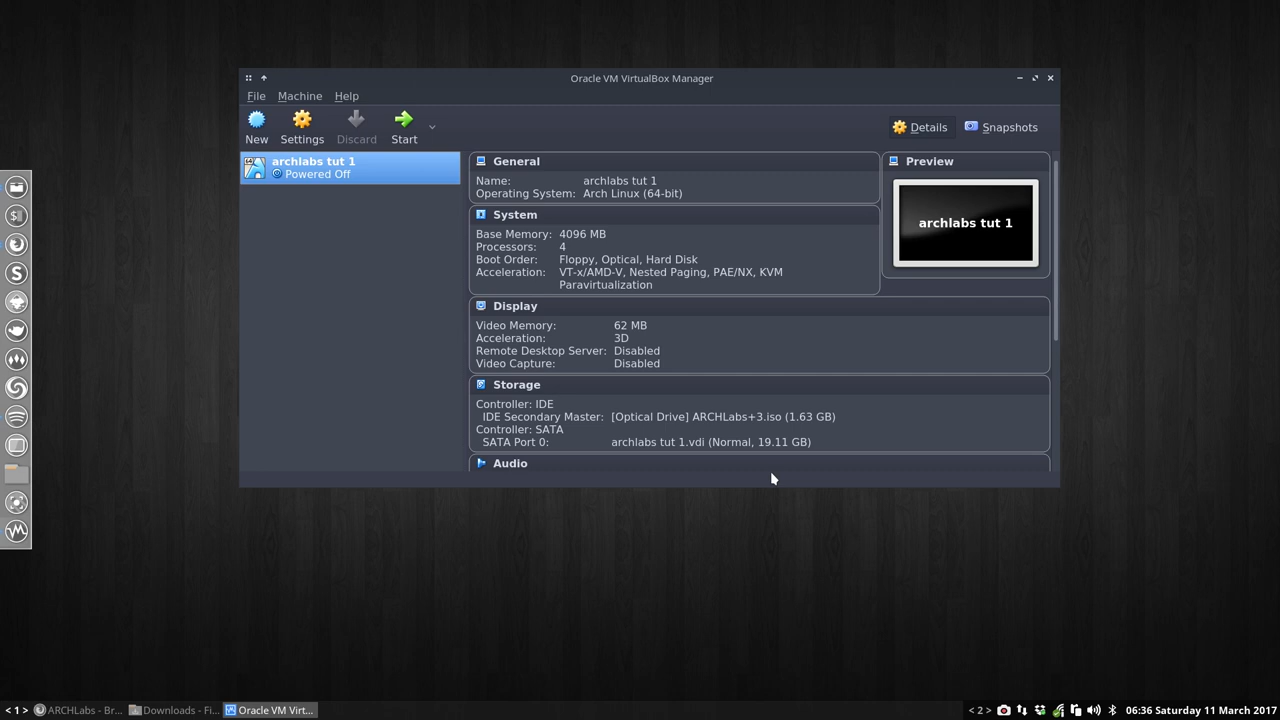 Oracle VM VirtualBox Manager
File Machine Help
New Settings Discard Start
Details Snapshots
archlabs tut 1
Powered Off
General
Name: archlabs tut 1
Operating System: Arch Linux (64-bit)
System
Base Memory: 4096 MB
Processors: 4
Boot Order: Floppy, Optical, Hard Disk
Acceleration: VT-x/AMD-V, Nested Paging, PAE/NX, KVM
Paravirtualization
Preview
archlabs tut 1
Display
Video Memory: 62 MB
Acceleration: 3D
Remote Desktop Server: Disabled
Video Capture: Disabled
Storage
Controller: IDE
IDE Secondary Master: [Optical Drive] ARCHLabs+3.iso (1.63 GB)
Controller: SATA
SATA Port 0: archlabs tut 1.vdi (Normal, 19.11 GB)
Audio
< 1 > ARCHLabs - Br... Downloads - Fi... Oracle VM Virt... < 2 > 06:36 Saturday 11 March 2017